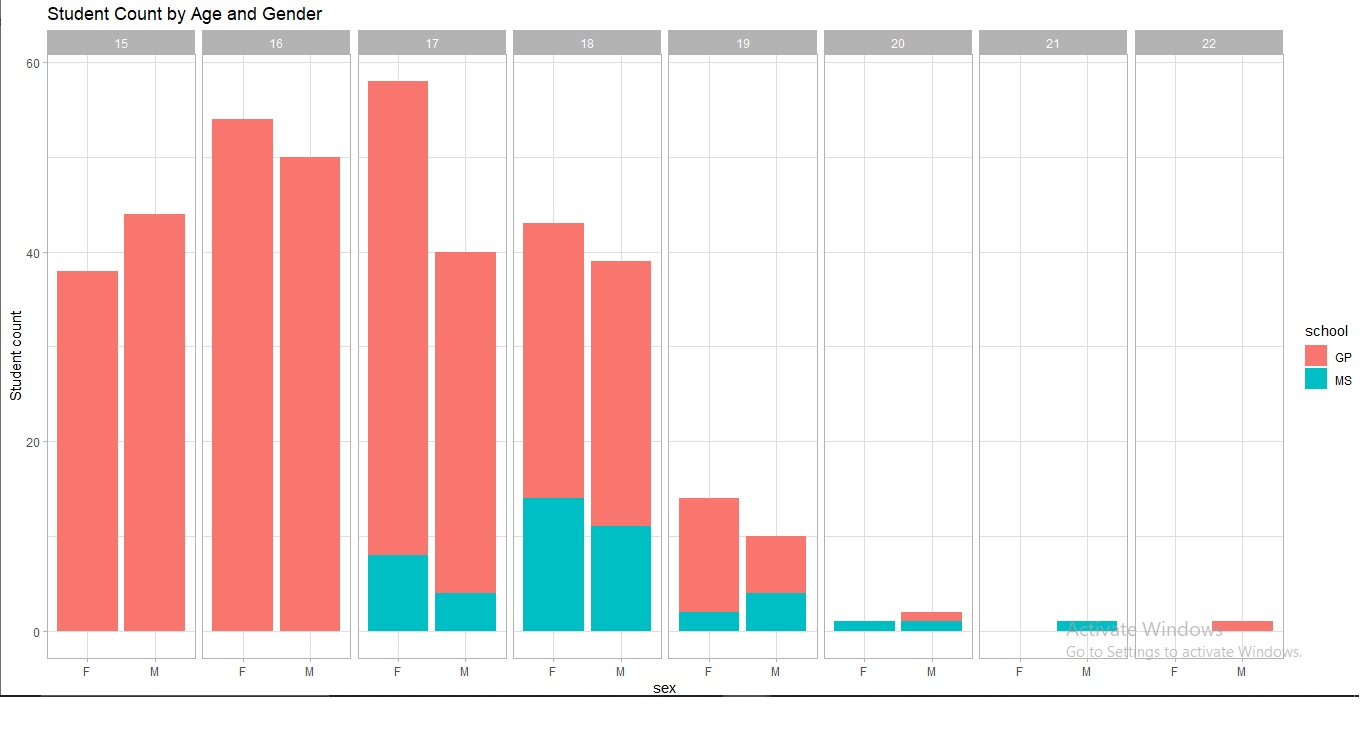 Student Count by Age and Gender
15 16 17 18 19 20 21 22
60
40
20
0
Student count
F M F M F M F M F M F M F M F M
sex
school
GP
MS
Activate Windows
Go to Settings to activate Windows.